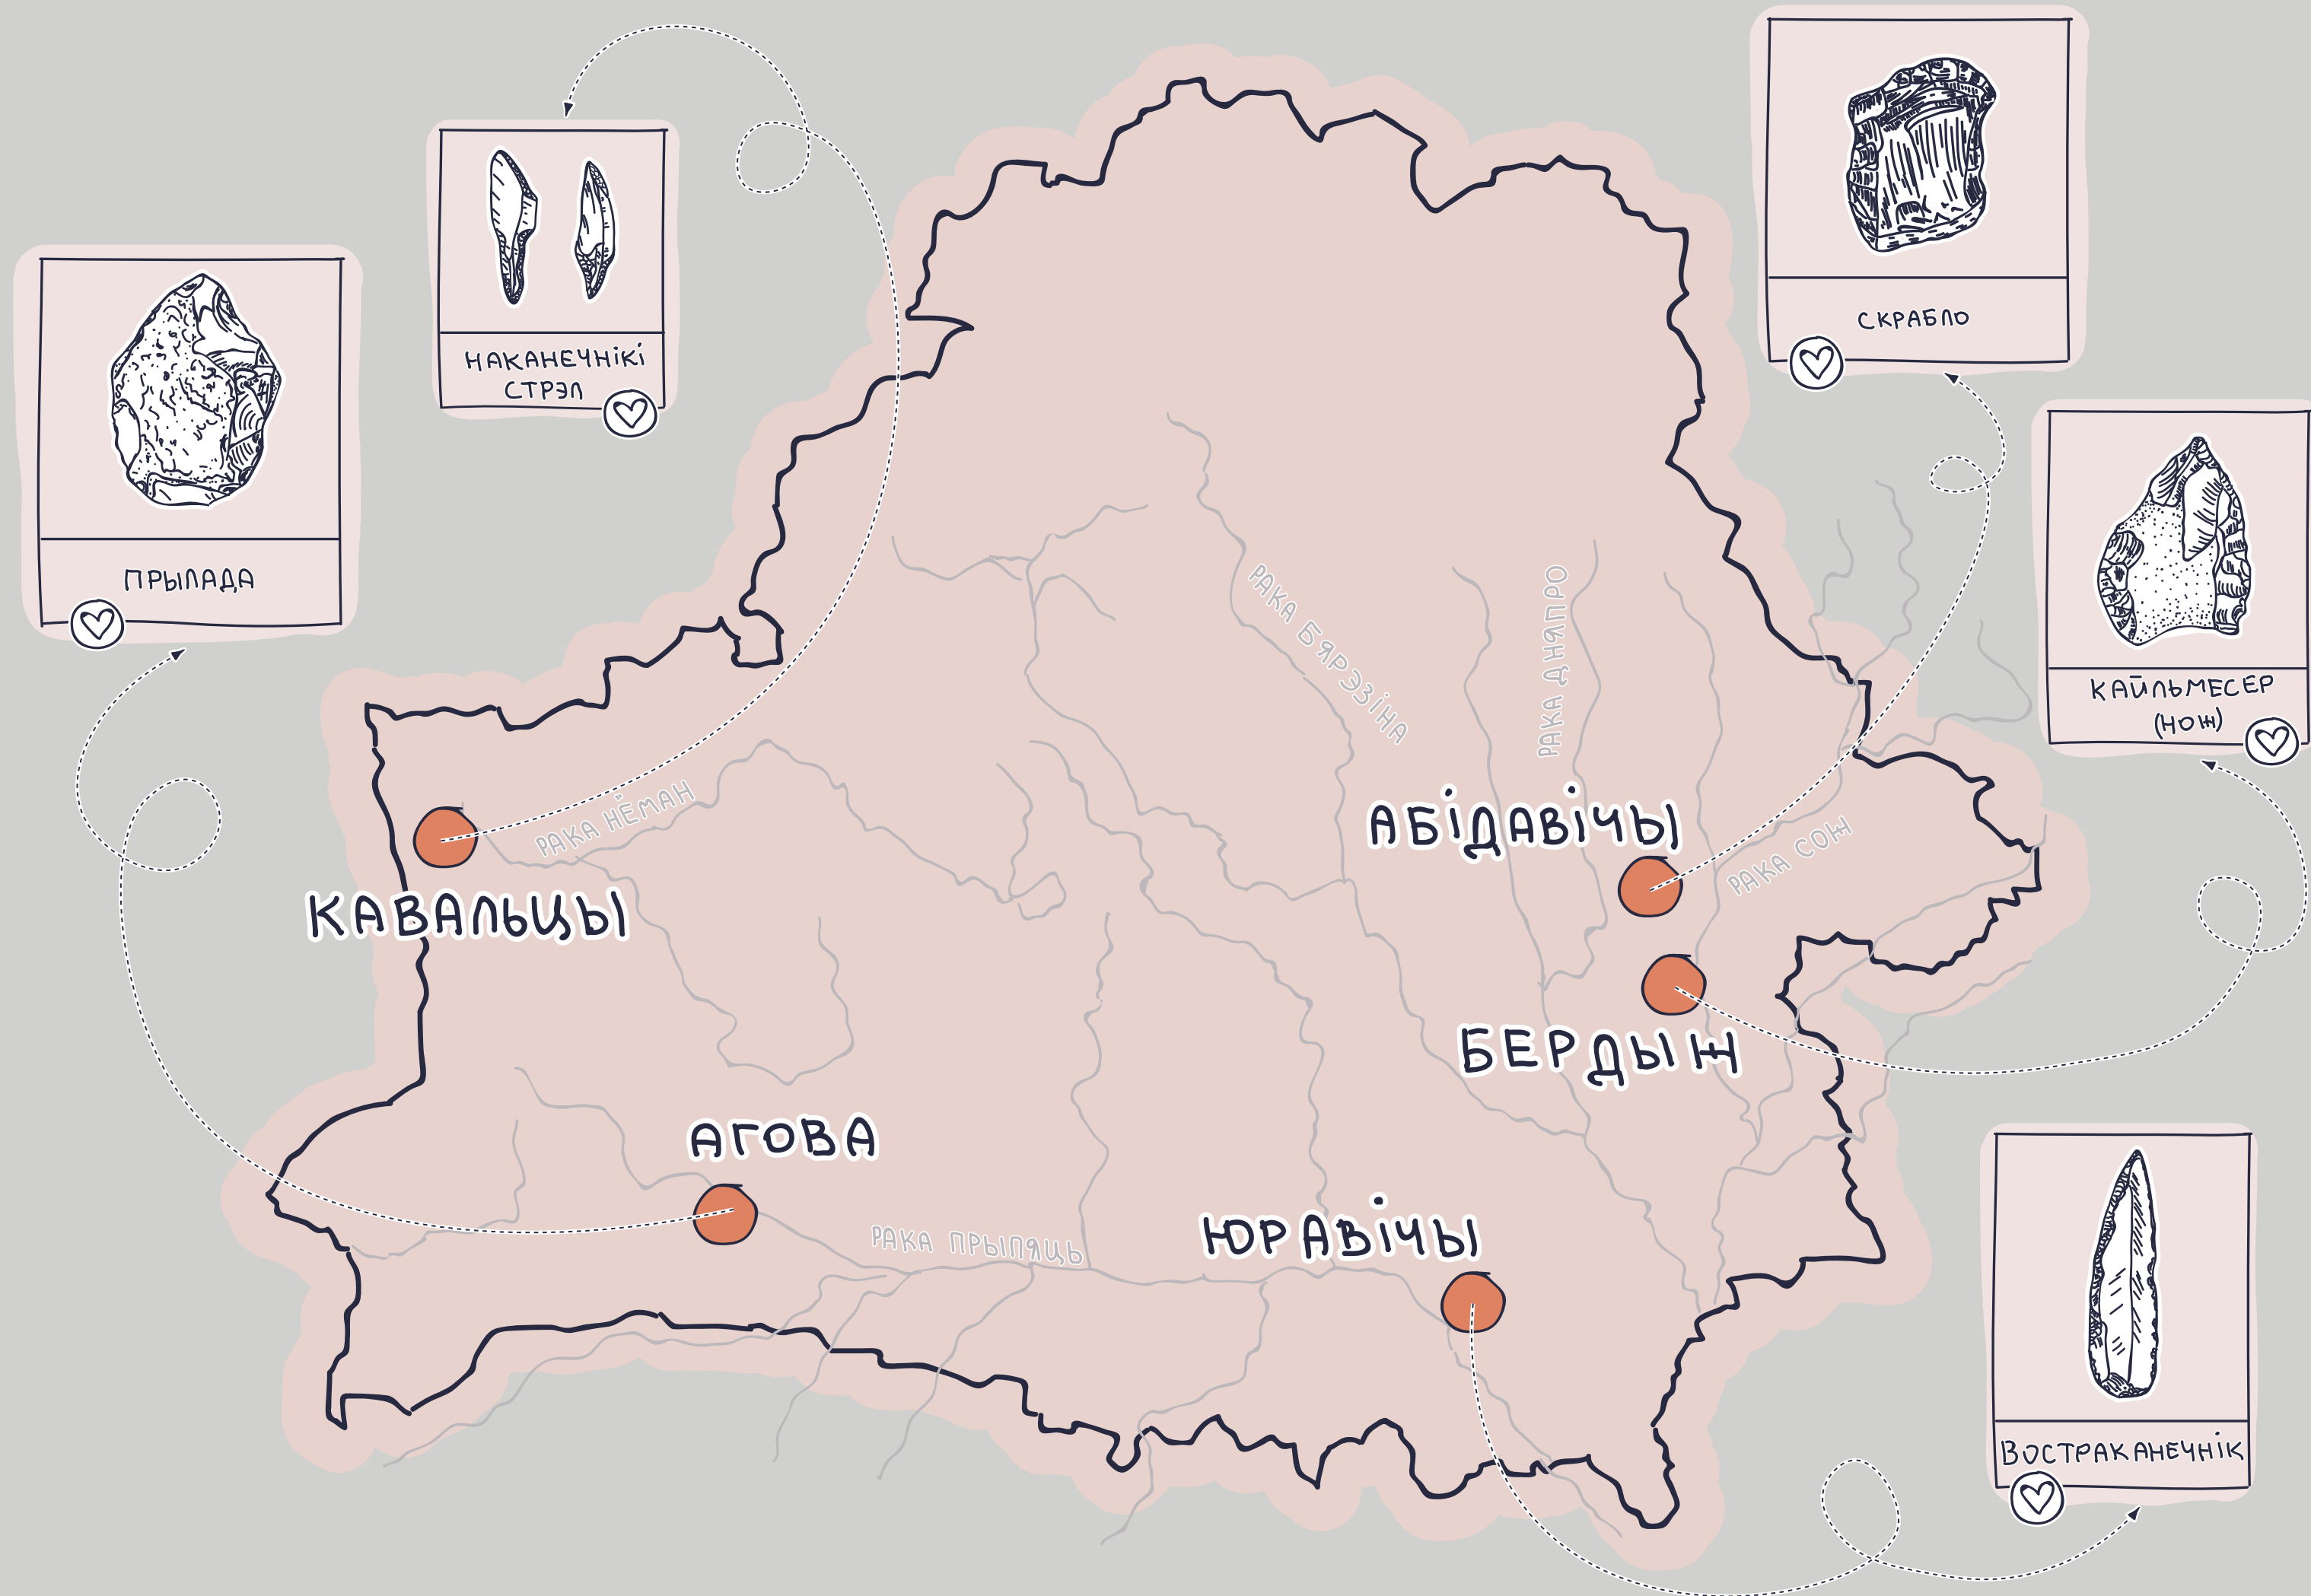 СКРАБЛО
НАКАНЕЧНІКІ
СТРЭЛ
ПРЫЛАДА
КАЙЛЬМЕСЕР
(НОЖ)
РАКА БЯРЭЗІНА
РАКА ДНЯПРО
РАКА НЁМАН
АБІДАВІЧЫ
РАКА СОЖ
КАВАЛЬЦЫ
БЕРДЫЖ
АГОВА
РАКА ПРЫПЯЦЬ
ЮРАВІЧЫ
ВОСТРАКАНЕЧНІК